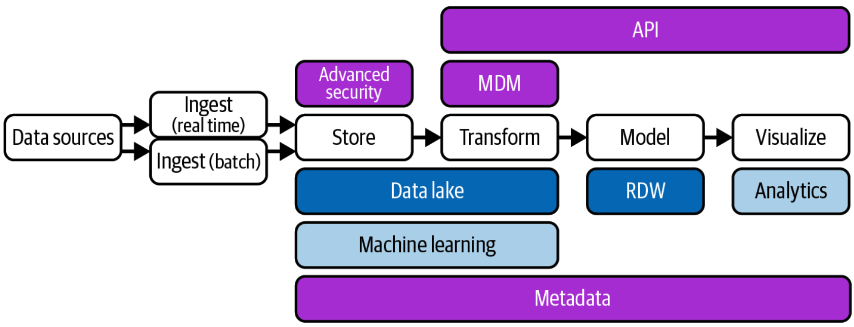 API
Advanced
security
MDM
Data sources
Ingest
(real time)
Ingest (batch)
Store
Transform
Model
Visualize
Data lake
RDW
Analytics
Machine learning
Metadata